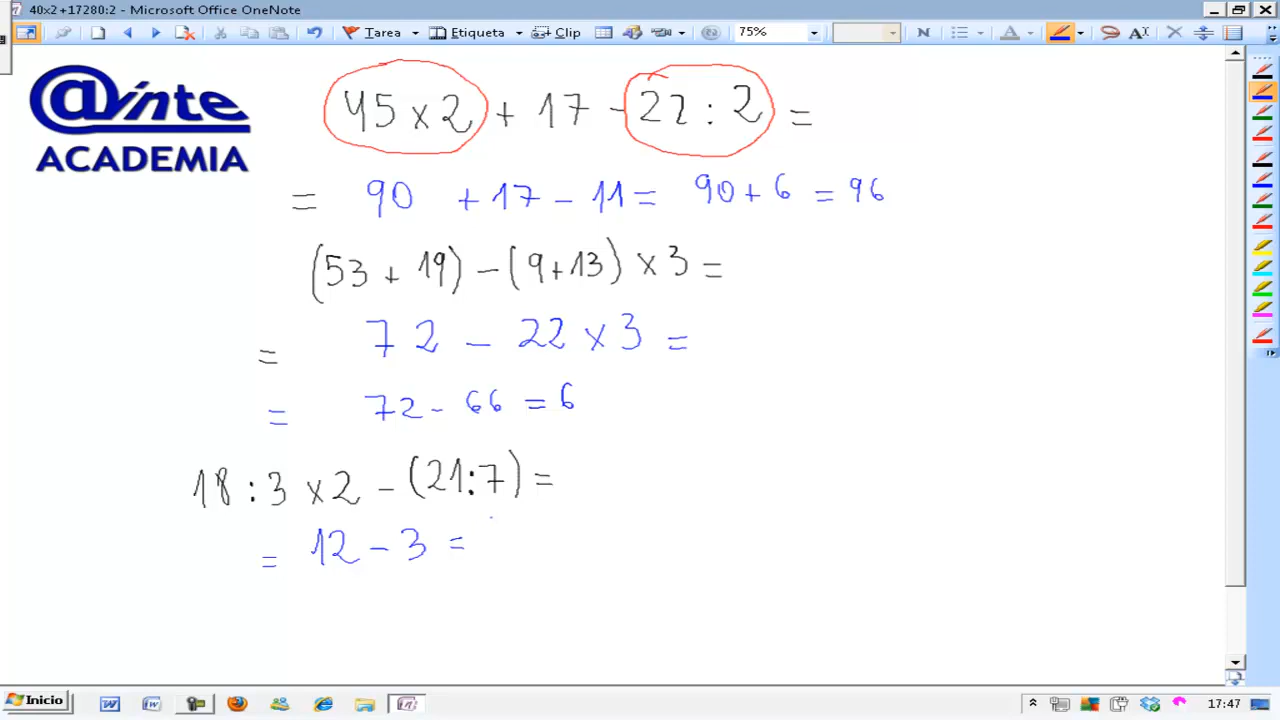 40x2+17280:2 - Microsoft Office OneNote
Tarea Etiqueta Clip 75% N A A
@inte
ACADEMIA
45 x 2 + 17 - 22 : 2 =
= 90 + 17 - 11 = 90 + 6 = 96
(53 + 19) - (9 + 13) x 3 =
= 72 - 22 x 3 =
= 72 - 66 = 6
18 : 3 x 2 - (21 : 7) =
= 12 - 3 =
Inicio 17:47